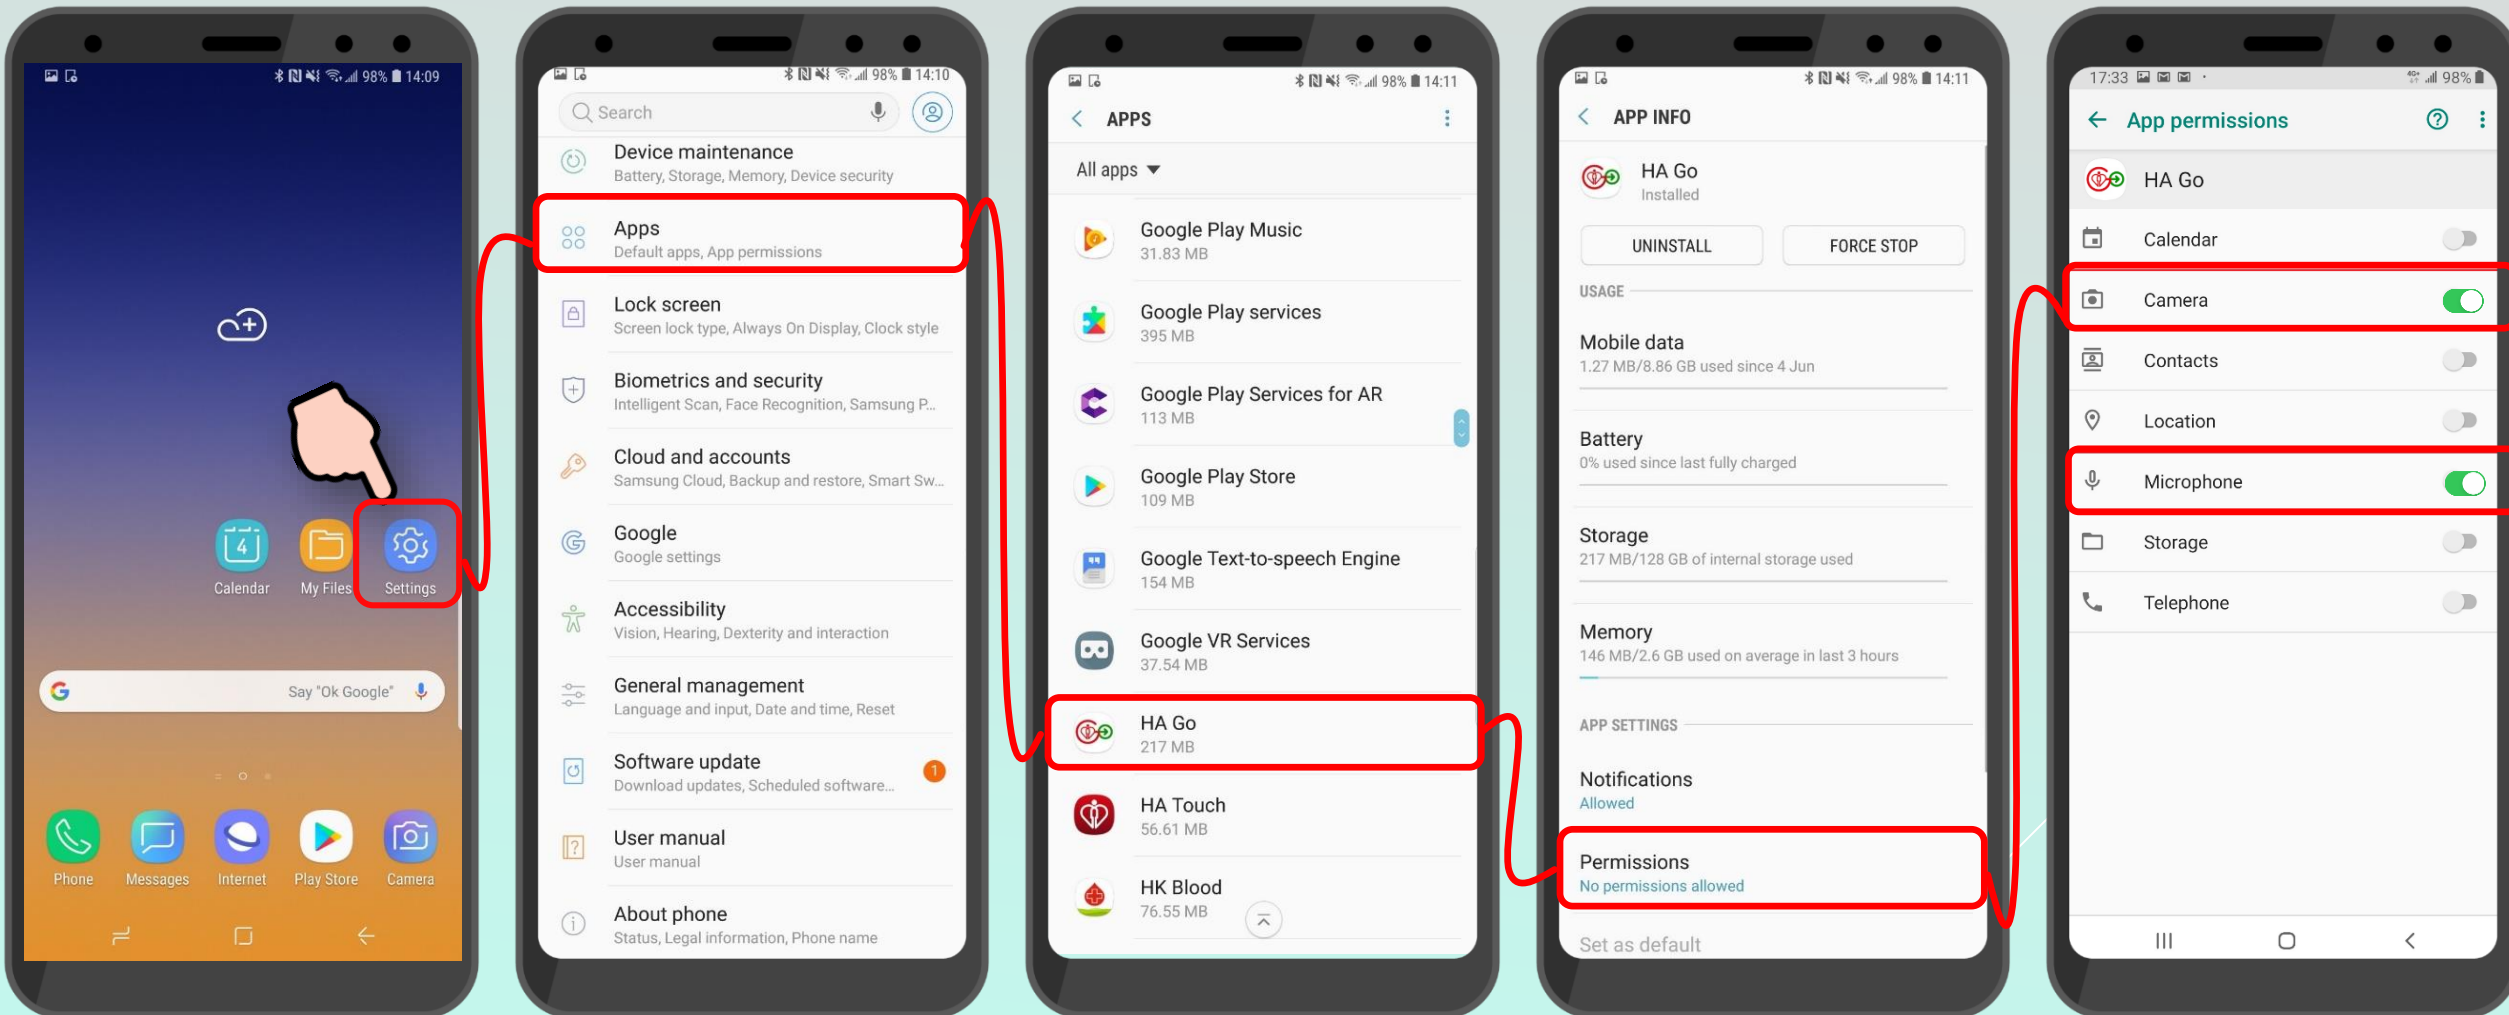 98% 14:09
4
Calendar
My Files
Settings
Say "Ok Google"
Phone
Messages
Internet
Play Store
Camera
98% 14:10
Search
Device maintenance
Battery, Storage, Memory, Device security
Apps
Default apps, App permissions
Lock screen
Screen lock type, Always On Display, Clock style
Biometrics and security
Intelligent Scan, Face Recognition, Samsung P...
Cloud and accounts
Samsung Cloud, Backup and restore, Smart Sw...
Google
Google settings
Accessibility
Vision, Hearing, Dexterity and interaction
General management
Language and input, Date and time, Reset
Software update
1
Download updates, Scheduled software...
User manual
User manual
About phone
Status, Legal information, Phone name
98% 14:11
APPS
All apps
Google Play Music
31.83 MB
Google Play services
395 MB
Google Play Services for AR
113 MB
Google Play Store
109 MB
Google Text-to-speech Engine
154 MB
Google VR Services
37.54 MB
HA Go
217 MB
HA Touch
56.61 MB
HK Blood
76.55 MB
98% 14:11
APP INFO
HA Go
Installed
UNINSTALL
FORCE STOP
USAGE
Mobile data
1.27 MB/8.86 GB used since 4 Jun
Battery
0% used since last fully charged
Storage
217 MB/128 GB of internal storage used
Memory
146 MB/2.6 GB used on average in last 3 hours
APP SETTINGS
Notifications
Allowed
Permissions
No permissions allowed
Set as default
17:33 4G+ 98%
App permissions
HA Go
Calendar
Camera
Contacts
Location
Microphone
Storage
Telephone